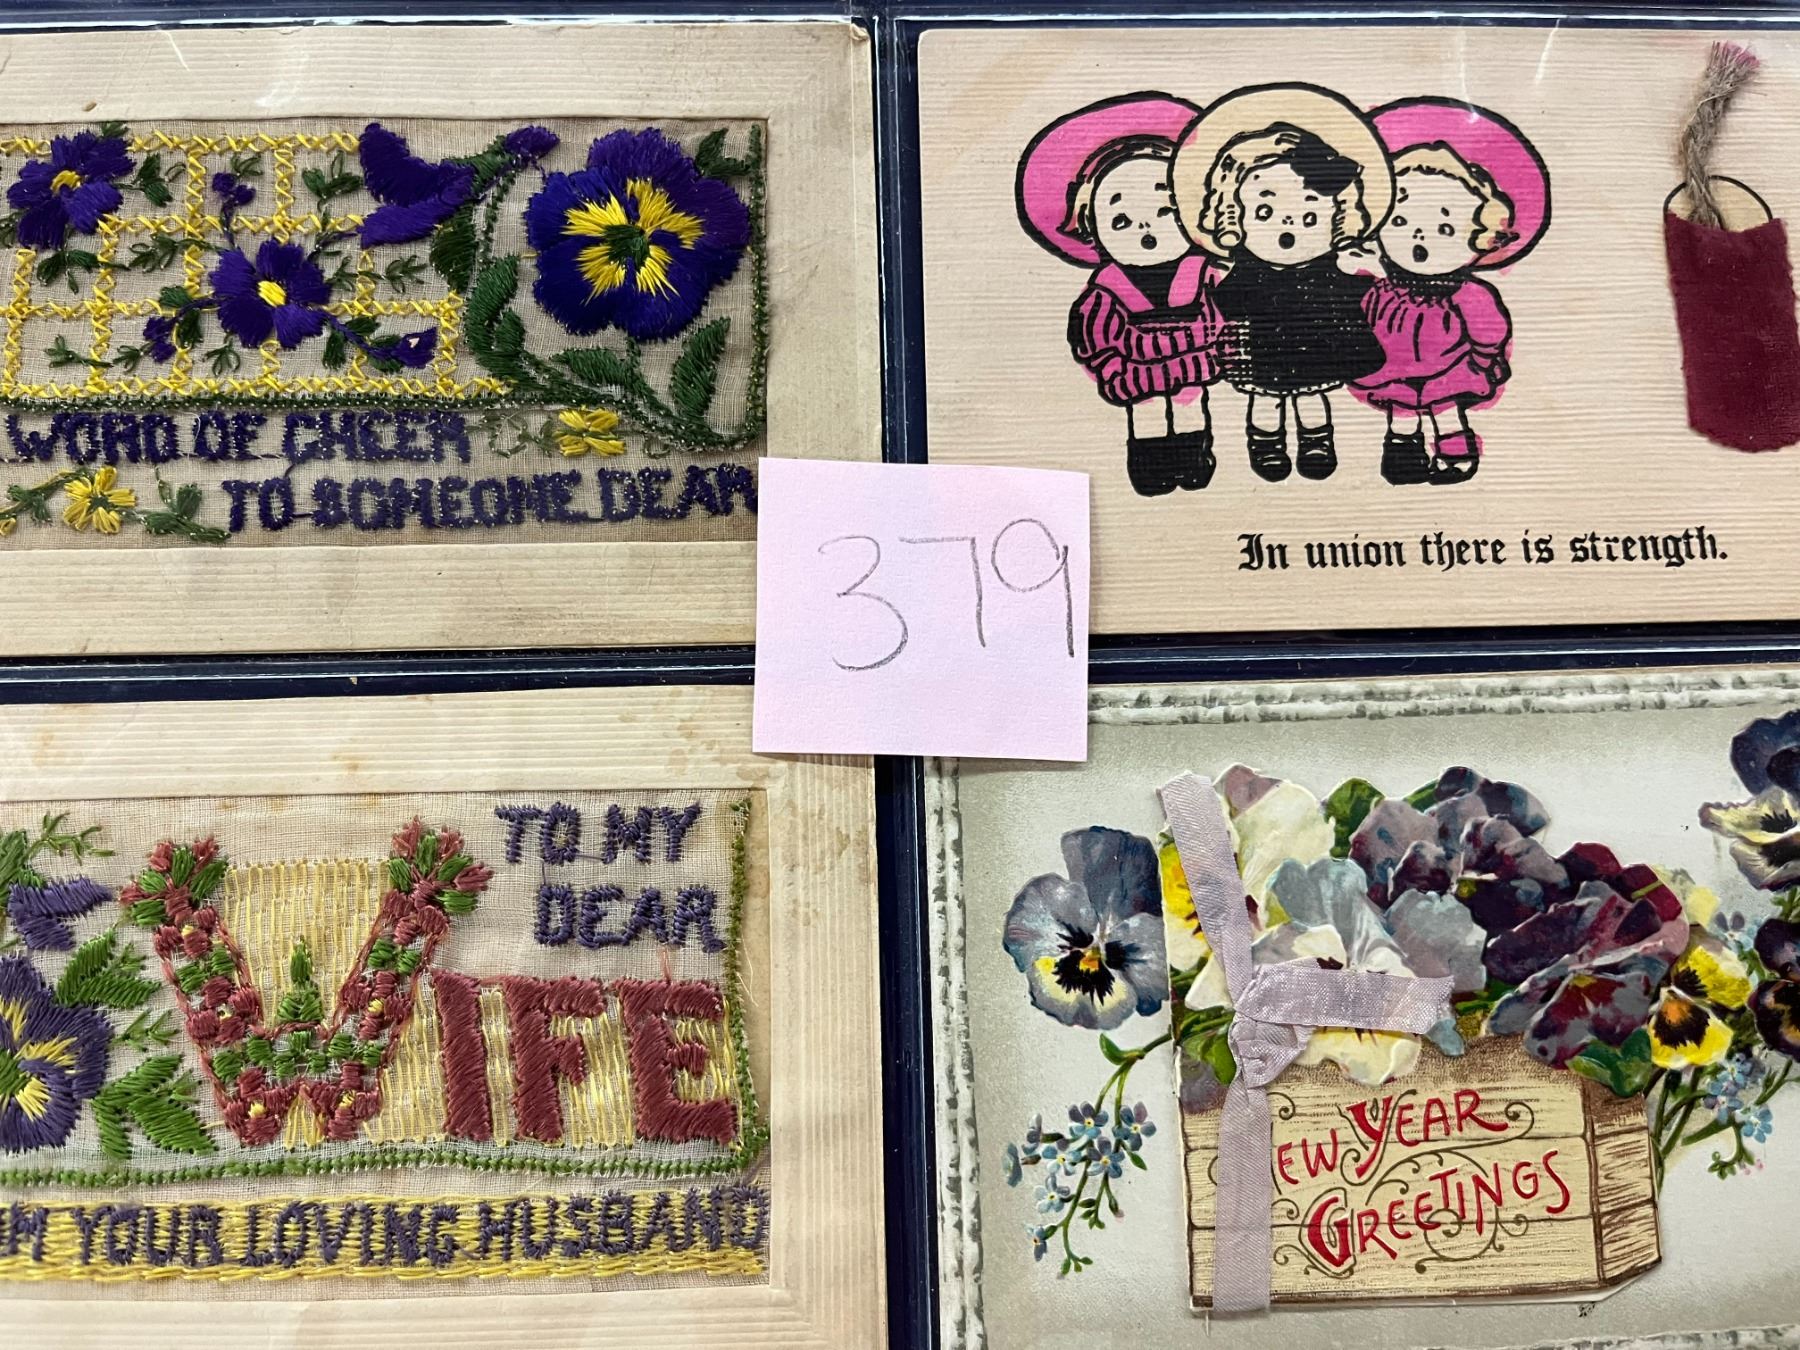 WORD OF CHEER
TO SOMEONE DEAR
In union there is strength.
379
TO MY
DEAR
WIFE
YOUR LOVING HUSBAND
NEW YEAR
GREETINGS